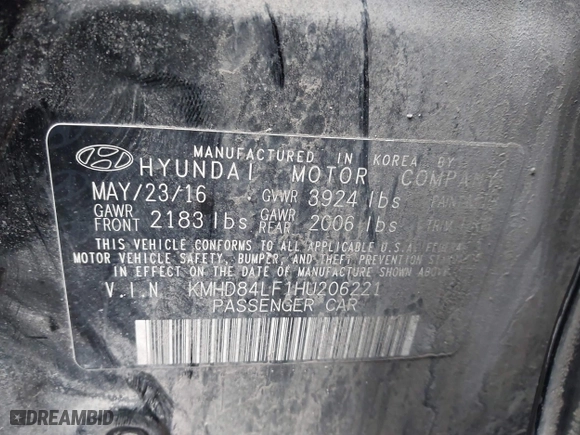 MANUFACTURED IN KOREA BY
HYUNDAI MOTOR COMPANY
MAY/23/16 GVWR 3924 lbs
GAWR FRONT 2183 lbs GAWR REAR 2006 lbs TRIM
THIS VEHICLE CONFORMS TO ALL APPLICABLE U.S.A. FEDERAL
MOTOR VEHICLE SAFETY, BUMPER, AND THEFT PREVENTION
IN EFFECT ON THE DATE OF MANUFACTURE SHOWN ABOVE.
V.I.N. KMHD84LF1HU206221
PASSENGER CAR
DREAMBID